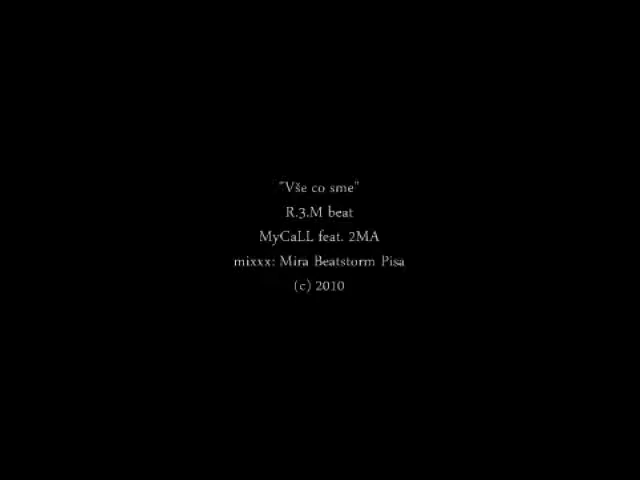 "Vše co sme"
R.3.M beat
MyCaLL feat. 2MA
mixxx: Mira Beatstorm Pisa
(c) 2010